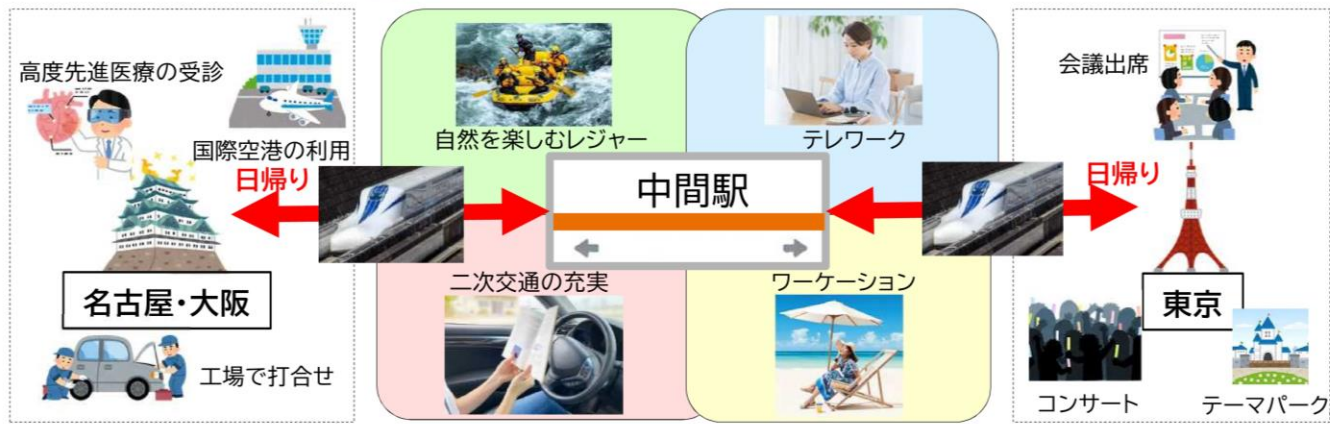 高度先進医療の受診
国際空港の利用
日帰り
名古屋・大阪
工場で打合せ
自然を楽しむレジャー
テレワーク
中間駅
二次交通の充実
ワーケーション
会議出席
日帰り
東京
コンサート
テーマパーク